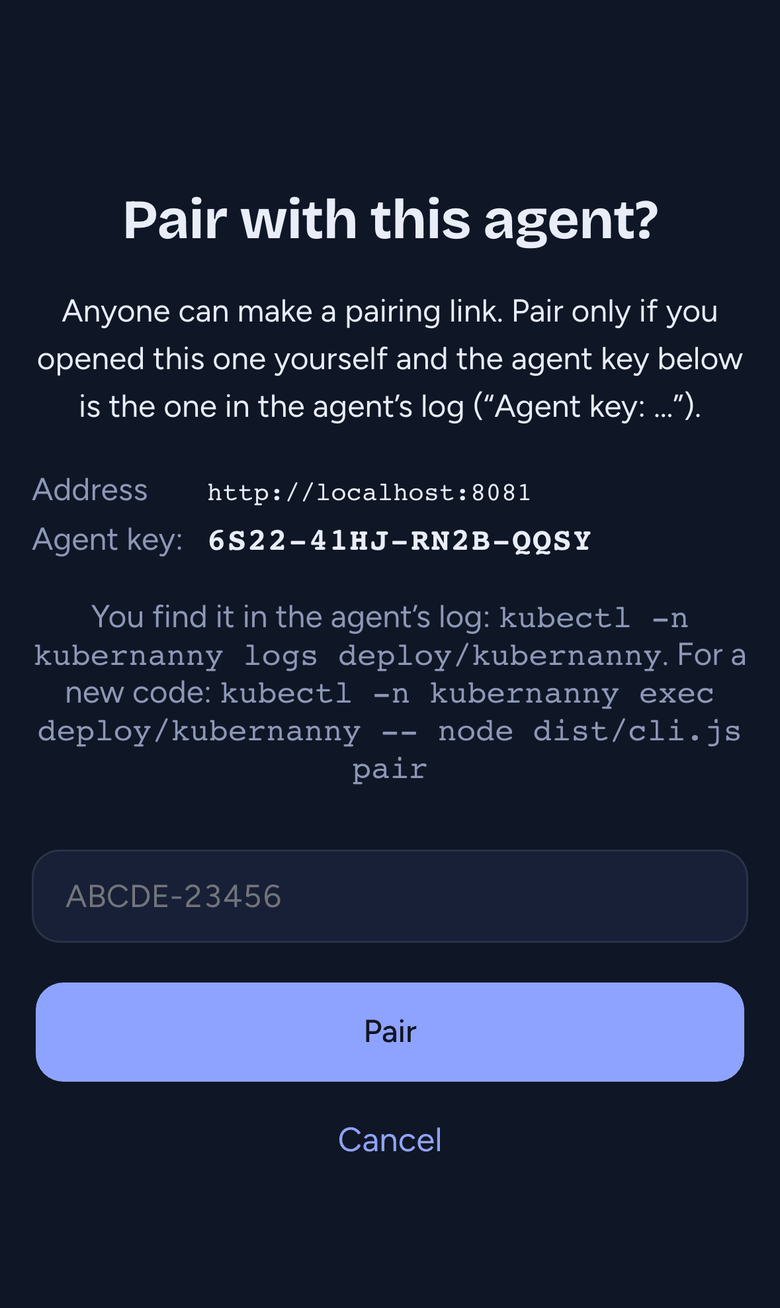 Pair with this agent?
Anyone can make a pairing link. Pair only if you
opened this one yourself and the agent key below
is the one in the agent’s log (“Agent key: …”).
Address http://localhost:8081
Agent key: 6S22-41HJ-RN2B-QQSY
You find it in the agent’s log: kubectl -n
kubernanny logs deploy/kubernanny. For a
new code: kubectl -n kubernanny exec
deploy/kubernanny -- node dist/cli.js
pair
ABCDE-23456
Pair
Cancel